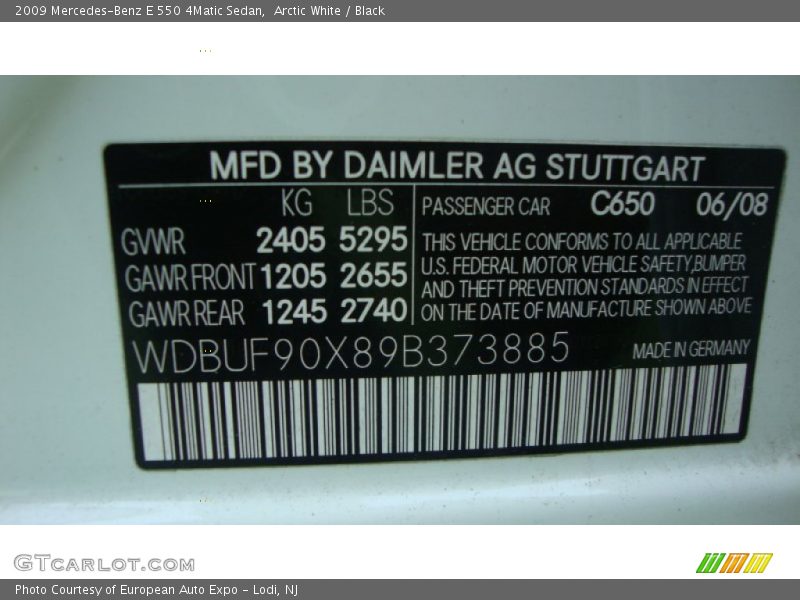 2009 Mercedes-Benz E 550 4Matic Sedan, Arctic White / Black
MFD BY DAIMLER AG STUTTGART
KG LBS
GVWR 2405 5295
GAWR FRONT 1205 2655
GAWR REAR 1245 2740
PASSENGER CAR C650 06/08
THIS VEHICLE CONFORMS TO ALL APPLICABLE
U.S. FEDERAL MOTOR VEHICLE SAFETY,BUMPER
AND THEFT PREVENTION STANDARDS IN EFFECT
ON THE DATE OF MANUFACTURE SHOWN ABOVE
WDBUF90X89B373885
MADE IN GERMANY
GTCARLOT.COM
Photo Courtesy of European Auto Expo - Lodi, NJ